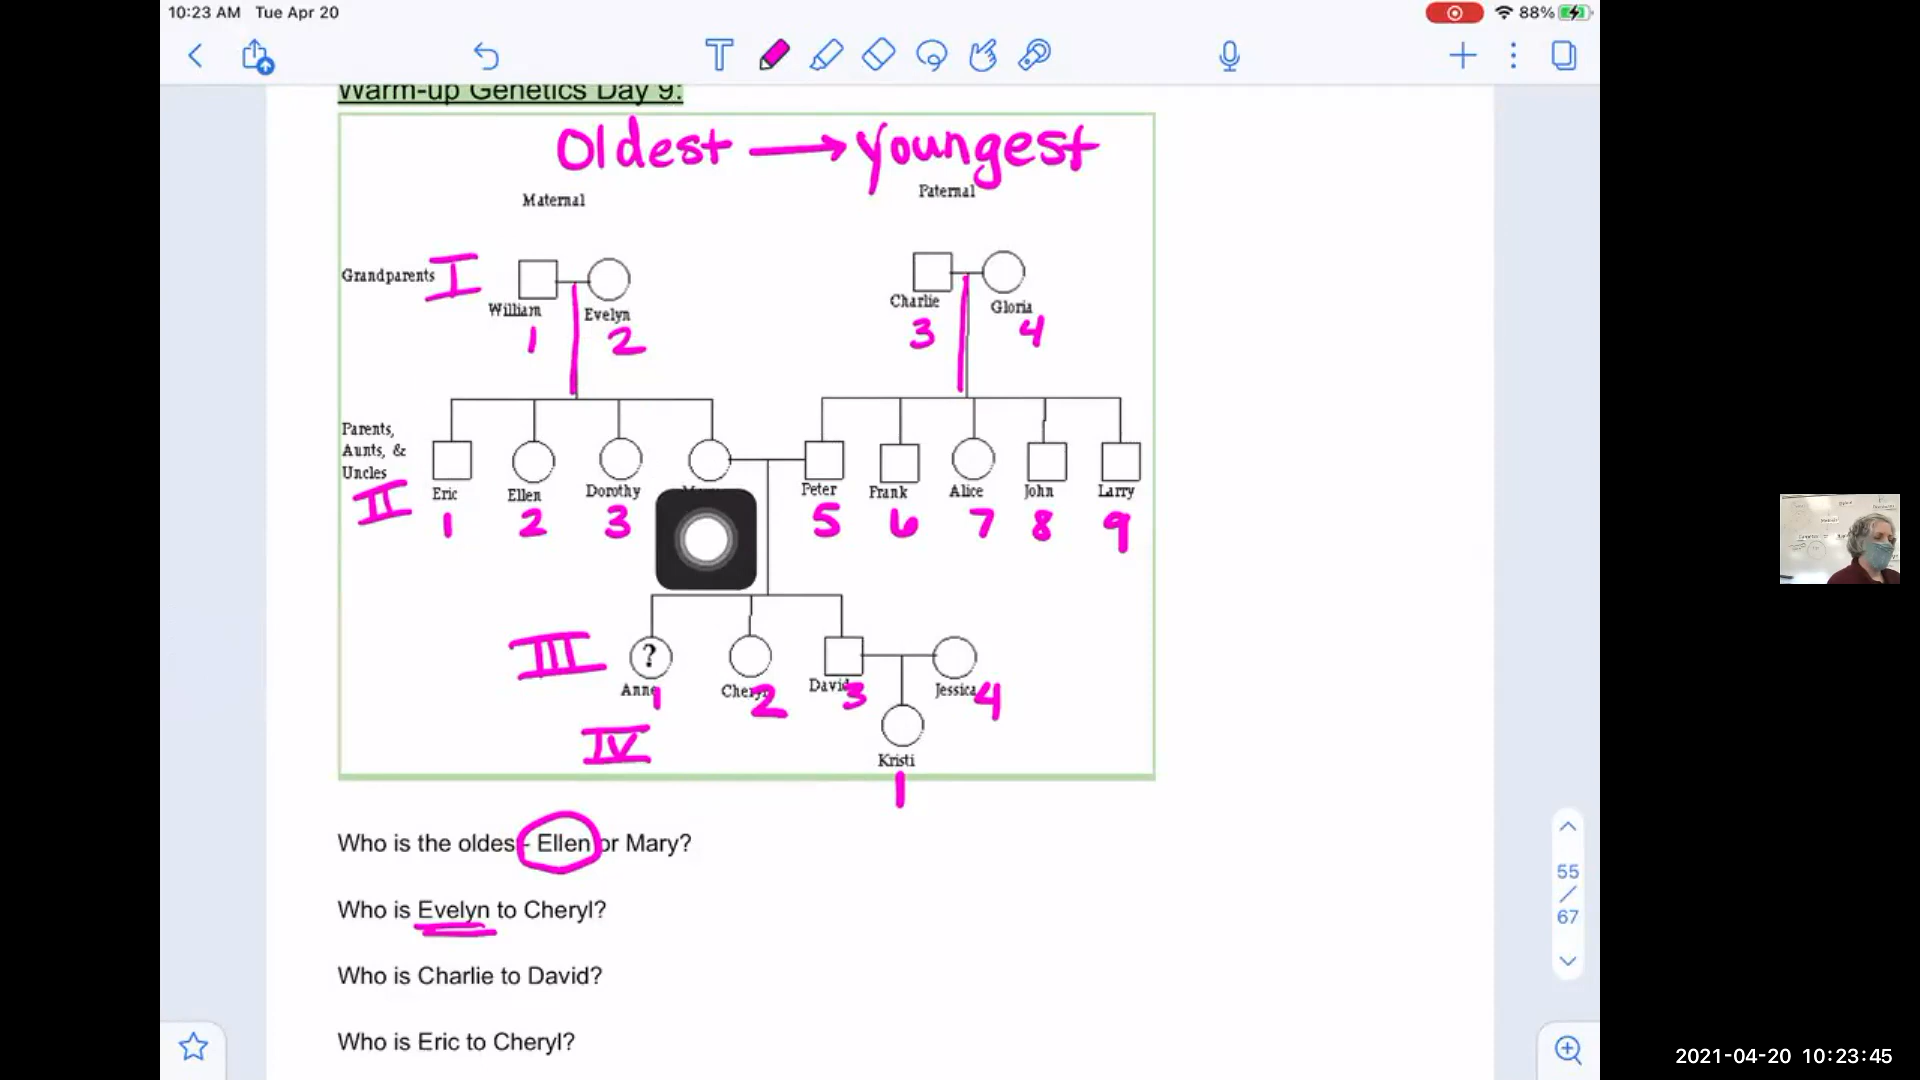 10:23 AM Tue Apr 20
88%
Warm-up Genetics Day 9:
Oldest → Youngest
Maternal
Paternal
Grandparents I
William
Evelyn
Charlie
Gloria
1 2 3 4
Parents,
Aunts, &
Uncles
II
Eric Ellen Dorothy Peter Frank Alice John Larry
1 2 3 5 6 7 8 9
III
?
Anne Cheryl David Jessica
1 2 3 4
IV
Kristi
1
Who is the oldest - Ellen or Mary?
Who is Evelyn to Cheryl?
Who is Charlie to David?
Who is Eric to Cheryl?
55
/
67
2021-04-20 10:23:45